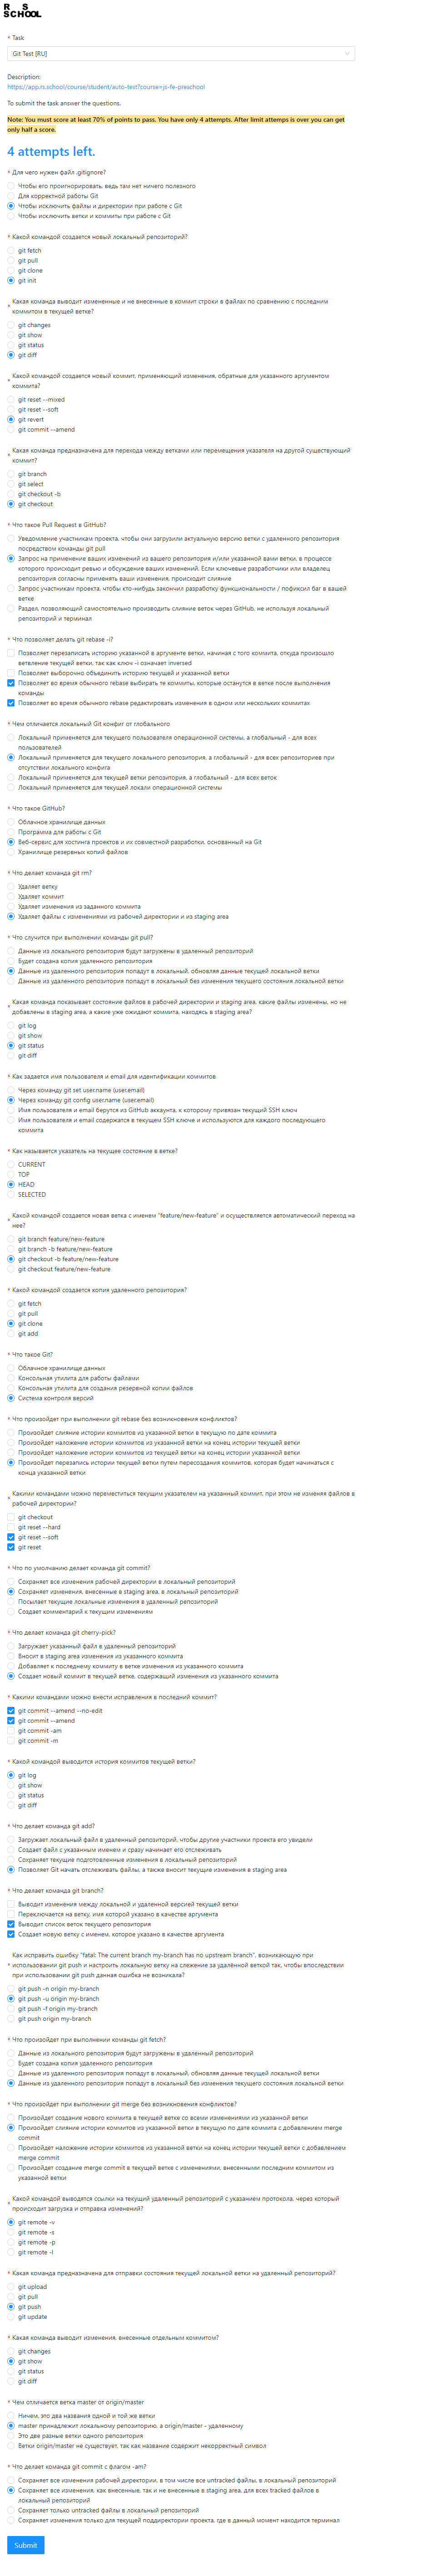 R S
SCHOOL
* Task
Git Test [RU]
Description:
https://app.rs.school/course/student/auto-test?course=js-fe-preschool
To submit the task answer the questions.
Note: You must score at least 70% of points to pass. You have only 4 attempts. After limit attemps is over you can get
only half a score.
4 attempts left.
* Для чего нужен файл .gitignore?
Чтобы его проигнорировать, ведь там нет ничего полезного
Для корректной работы Git
Чтобы исключить файлы и директории при работе с Git
Чтобы исключить ветки и коммиты при работе с Git
* Какой командой создается новый локальный репозиторий?
git fetch
git pull
git clone
git init
Какая команда выводит измененные и не внесенные в коммит строки в файлах по сравнению с последним
* коммитом в текущей ветке?
git changes
git show
git status
git diff
Какой командой создается новый коммит, применяющий изменения, обратные для указанного аргументом
* коммита?
git reset --mixed
git reset --soft
git revert
git commit --amend
Какая команда предназначена для перехода между ветками или перемещения указателя на другой существующий
* коммит?
git branch
git select
git checkout -b
git checkout
* Что такое Pull Request в GitHub?
Уведомление участникам проекта, чтобы они загрузили актуальную версию ветки с удаленного репозитория
посредством команды git pull
Запрос на применение ваших изменений из вашего репозитория и/или указанной вами ветки, в процессе
которого происходит ревью и обсуждение ваших изменений. Если ключевые разработчики или владелец
репозитория согласны применять ваши изменения, происходит слияние
Запрос участникам проекта, чтобы кто-нибудь закончил разработку функциональности / пофиксил баг в вашей
ветке
Раздел, позволяющий самостоятельно производить слияние веток через GitHub, не используя локальный
репозиторий и терминал
* Что позволяет делать git rebase -i?
Позволяет перезаписать историю указанной в аргументе ветки, начиная с того коммита, откуда произошло
ветвление текущей ветки, так как ключ -i означает inversed
Позволяет выборочно объединить историю текущей и указанной ветки
Позволяет во время обычного rebase выбирать те коммиты, которые останутся в ветке после выполнения
команды
Позволяет во время обычного rebase редактировать изменения в одном или нескольких коммитах
* Чем отличается локальный Git конфиг от глобального
Локальный применяется для текущего пользователя операционной системы, а глобальный - для всех
пользователей
Локальный применяется для текущего локального репозитория, а глобальный - для всех репозиториев при
отсутствии локального конфига
Локальный применяется для текущей ветки репозитория, а глобальный - для всех веток
Локальный применяется для текущей локали операционной системы
* Что такое GitHub?
Облачное хранилище данных
Программа для работы с Git
Веб-сервис для хостинга проектов и их совместной разработки, основанный на Git
Хранилище резервных копий файлов
* Что делает команда git rm?
Удаляет ветку
Удаляет коммит
Удаляет изменения из заданного коммита
Удаляет файлы с изменениями из рабочей директории и из staging area
* Что случится при выполнении команды git pull?
Данные из локального репозитория будут загружены в удаленный репозиторий
Будет создана копия удаленного репозитория
Данные из удаленного репозитория попадут в локальный, обновляя данные текущей локальной ветки
Данные из удаленного репозитория попадут в локальный без изменения текущего состояния локальной ветки
Какая команда показывает состояние файлов в рабочей директории и staging area, какие файлы изменены, но не
* добавлены в staging area, а какие уже ожидают коммита, находясь в staging area?
git log
git show
git status
git diff
* Как задается имя пользователя и email для идентификации коммитов
Через команду git set user.name (user.email)
Через команду git config user.name (user.email)
Имя пользователя и email берутся из GitHub аккаунта, к которому привязан текущий SSH ключ
Имя пользователя и email содержатся в текущем SSH ключе и используются для каждого последующего
коммита
* Как называется указатель на текущее состояние в ветке?
CURRENT
TOP
HEAD
SELECTED
Какой командой создается новая ветка с именем "feature/new-feature" и осуществляется автоматический переход на
* нее?
git branch feature/new-feature
git branch -b feature/new-feature
git checkout -b feature/new-feature
git checkout feature/new-feature
* Какой командой создается копия удаленного репозитория?
git fetch
git pull
git clone
git add
* Что такое Git?
Облачное хранилище данных
Консольная утилита для работы файлами
Консольная утилита для создания резервной копии файлов
Система контроля версий
* Что произойдет при выполнении git rebase без возникновения конфликтов?
Произойдет слияние истории коммитов из указанной ветки в текущую по дате коммита
Произойдет наложение истории коммитов из указанной ветки на конец истории текущей ветки
Произойдет наложение истории коммитов из текущей ветки на конец истории указанной ветки
Произойдет перезапись истории текущей ветки путем пересоздания коммитов, которая будет начинаться с
конца указанной ветки
Какими командами можно переместиться текущим указателем на указанный коммит, при этом не изменяя файлов в
* рабочей директории?
git checkout
git reset --hard
git reset --soft
git reset
* Что по умолчанию делает команда git commit?
Сохраняет все изменения рабочей директории в локальный репозиторий
Сохраняет изменения, внесенные в staging area, в локальный репозиторий
Посылает текущие локальные изменения в удаленный репозиторий
Создает комментарий к текущим изменениям
* Что делает команда git cherry-pick?
Загружает указанный файл в удаленный репозиторий
Вносит в staging area изменения из указанного коммита
Добавляет к последнему коммиту в ветке изменения из указанного коммита
Создает новый коммит в текущей ветке, содержащий изменения из указанного коммита
* Какими командами можно внести исправления в последний коммит?
git commit --amend --no-edit
git commit --amend
git commit -am
git commit -m
* Какой командой выводится история коммитов текущей ветки?
git log
git show
git status
git diff
* Что делает команда git add?
Загружает локальный файл в удаленный репозиторий, чтобы другие участники проекта его увидели
Создает файл с указанным именем и сразу начинает его отслеживать
Сохраняет текущие подготовленные изменения в локальный репозиторий
Позволяет Git начать отслеживать файлы, а также вносит текущие изменения в staging area
* Что делает команда git branch?
Выводит изменения между локальной и удаленной версией текущей ветки
Переключается на ветку, имя которой указано в качестве аргумента
Выводит список веток текущего репозитория
Создает новую ветку с именем, которое указано в качестве аргумента
Как исправить ошибку "fatal: The current branch my-branch has no upstream branch", возникающую при
* использовании git push и настроить локальную ветку на слежение за удалённой веткой так, чтобы впоследствии
при использовании git push данная ошибка не возникала?
git push -n origin my-branch
git push -u origin my-branch
git push -f origin my-branch
git push origin my-branch
* Что произойдет при выполнении команды git fetch?
Данные из локального репозитория будут загружены в удаленный репозиторий
Будет создана копия удаленного репозитория
Данные из удаленного репозитория попадут в локальный, обновляя данные текущей локальной ветки
Данные из удаленного репозитория попадут в локальный без изменения текущего состояния локальной ветки
* Что произойдет при выполнении git merge без возникновения конфликтов?
Произойдет создание нового коммита в текущей ветке со всеми изменениями из указанной ветки
Произойдет слияние истории коммитов из указанной ветки в текущую по дате коммита с добавлением merge
commit
Произойдет наложение истории коммитов из указанной ветки на конец истории текущей ветки с добавлением
merge commit
Произойдет создание merge commit в текущей ветке с изменениями, внесенными последним коммитом из
указанной ветки
Какой командой выводятся ссылки на текущий удаленный репозиторий с указанием протокола, через который
* происходит загрузка и отправка изменений?
git remote -v
git remote -s
git remote -p
git remote -l
* Какая команда предназначена для отправки состояния текущей локальной ветки на удаленный репозиторий?
git upload
git pull
git push
git update
* Какая команда выводит изменения, внесенные отдельным коммитом?
git changes
git show
git status
git diff
* Чем отличается ветка master от origin/master
Ничем, это два названия одной и той же ветки
master принадлежит локальному репозиторию, а origin/master - удаленному
Это две разные ветки одного репозитория
Ветки origin/master не существует, так как название содержит некорректный символ
* Что делает команда git commit с флагом -am?
Сохраняет все изменения рабочей директории, в том числе все untracked файлы, в локальный репозиторий
Сохраняет все изменения, как внесенные, так и не внесенные в staging area, для всех tracked файлов в
локальный репозиторий
Сохраняет только untracked файлы в локальный репозиторий
Сохраняет изменения только для текущей поддиректории проекта, где в данный момент находится терминал
Submit